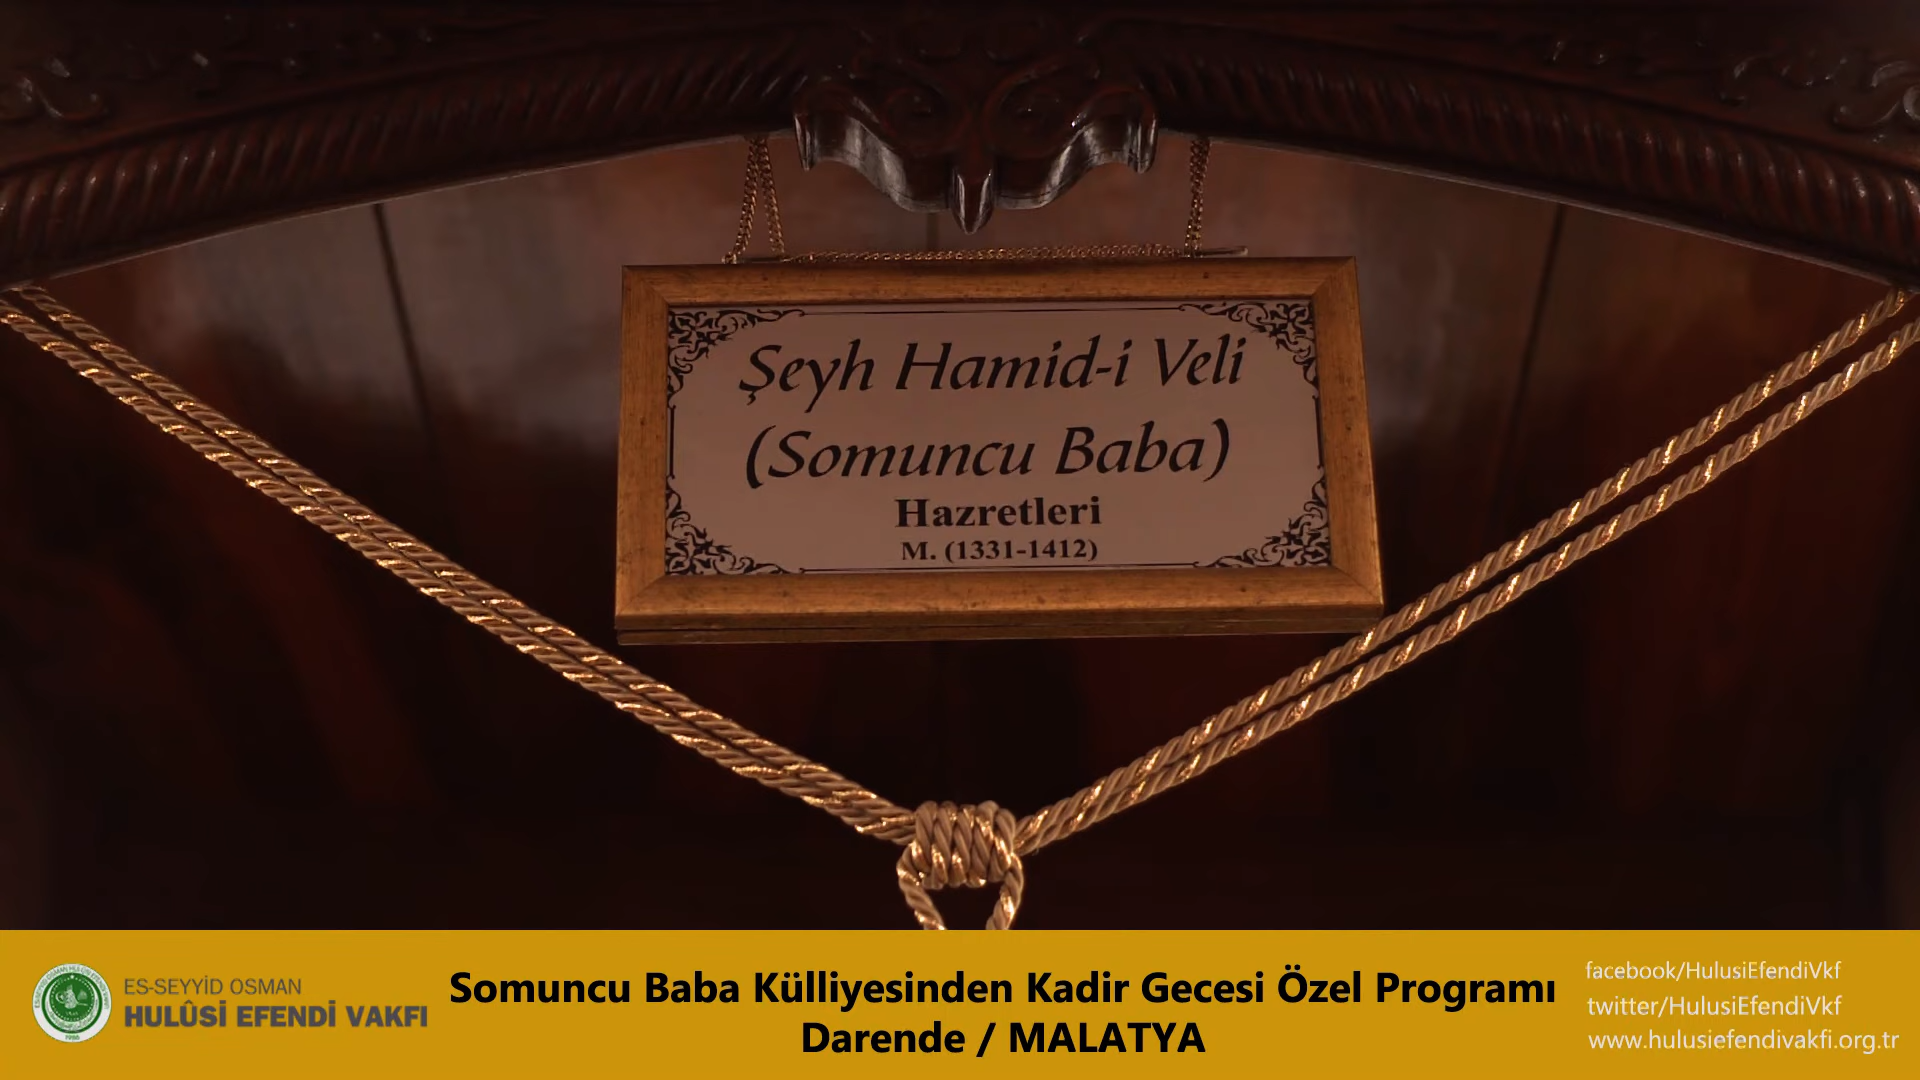 Şeyh Hamid-i Veli
(Somuncu Baba)
Hazretleri
M. (1331-1412)
ES-SEYYİD OSMAN
HULÛSİ EFENDİ VAKFI
Somuncu Baba Külliyesinden Kadir Gecesi Özel Programı
Darende / MALATYA
facebook/HulusiEfendiVkf
twitter/HulusiEfendiVkf
www.hulusiefendivakfi.org.tr